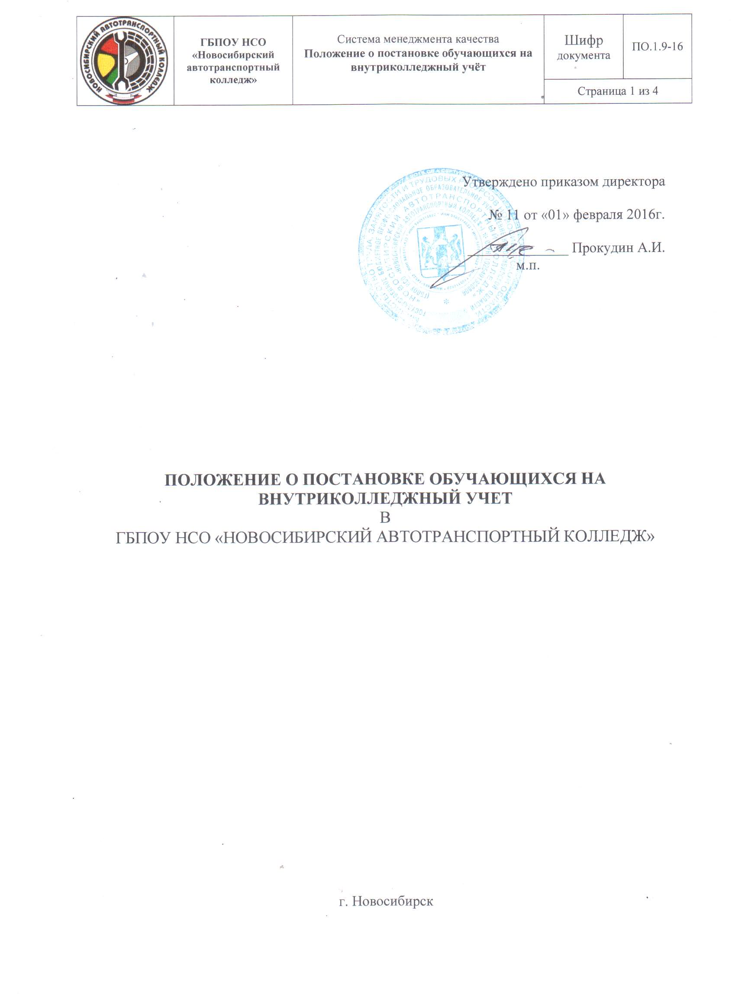 НОВОСИБИРСКИЙ АВТОТРАНСПОРТНЫЙ КОЛЛЕДЖ
ГБПОУ НСО
«Новосибирский
автотранспортный
колледж»
Система менеджмента качества
Положение о постановке обучающихся на
внутриколледжный учёт
Шифр
документа
ПО.1.9-16
Страница 1 из 4
Утверждено приказом директора
№ 11 от «01» февраля 2016г.
Прокудин А.И.
м.п.
ПОЛОЖЕНИЕ О ПОСТАНОВКЕ ОБУЧАЮЩИХСЯ НА
ВНУТРИКОЛЛЕДЖНЫЙ УЧЕТ
В
ГБПОУ НСО «НОВОСИБИРСКИЙ АВТОТРАНСПОРТНЫЙ КОЛЛЕДЖ»
г. Новосибирск